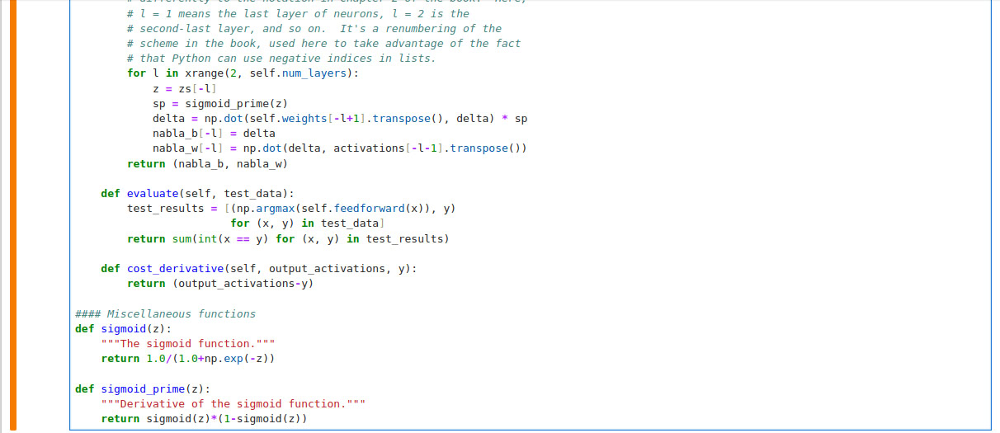 # l = 1 means the last layer of neurons, l = 2 is the
# second-last layer, and so on.  It's a renumbering of the
# scheme in the book, used here to take advantage of the fact
# that Python can use negative indices in lists.
for l in xrange(2, self.num_layers):
z = zs[-l]
sp = sigmoid_prime(z)
delta = np.dot(self.weights[-l+1].transpose(), delta) * sp
nabla_b[-l] = delta
nabla_w[-l] = np.dot(delta, activations[-l-1].transpose())
return (nabla_b, nabla_w)
def evaluate(self, test_data):
test_results = [(np.argmax(self.feedforward(x)), y)
for (x, y) in test_data]
return sum(int(x == y) for (x, y) in test_results)
def cost_derivative(self, output_activations, y):
return (output_activations-y)
#### Miscellaneous functions
def sigmoid(z):
"""The sigmoid function."""
return 1.0/(1.0+np.exp(-z))
def sigmoid_prime(z):
"""Derivative of the sigmoid function."""
return sigmoid(z)*(1-sigmoid(z))